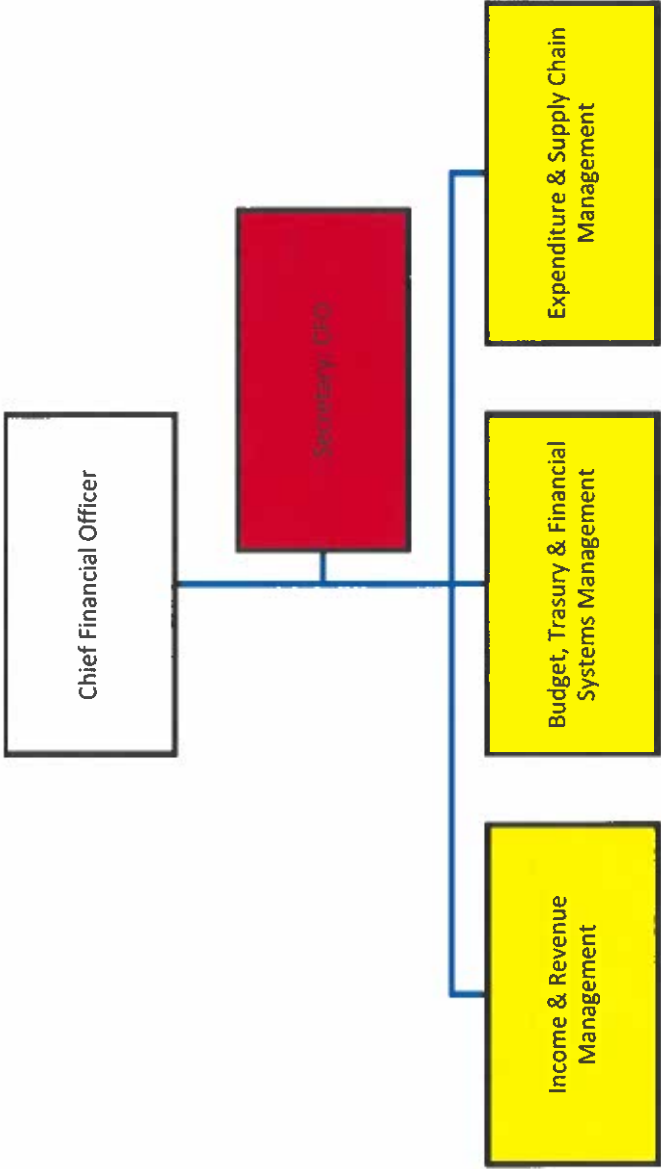 Chief Financial Officer
Secretary: CFO
Income & Revenue
Management
Budget, Trasury & Financial
Systems Management
Expenditure & Supply Chain
Management